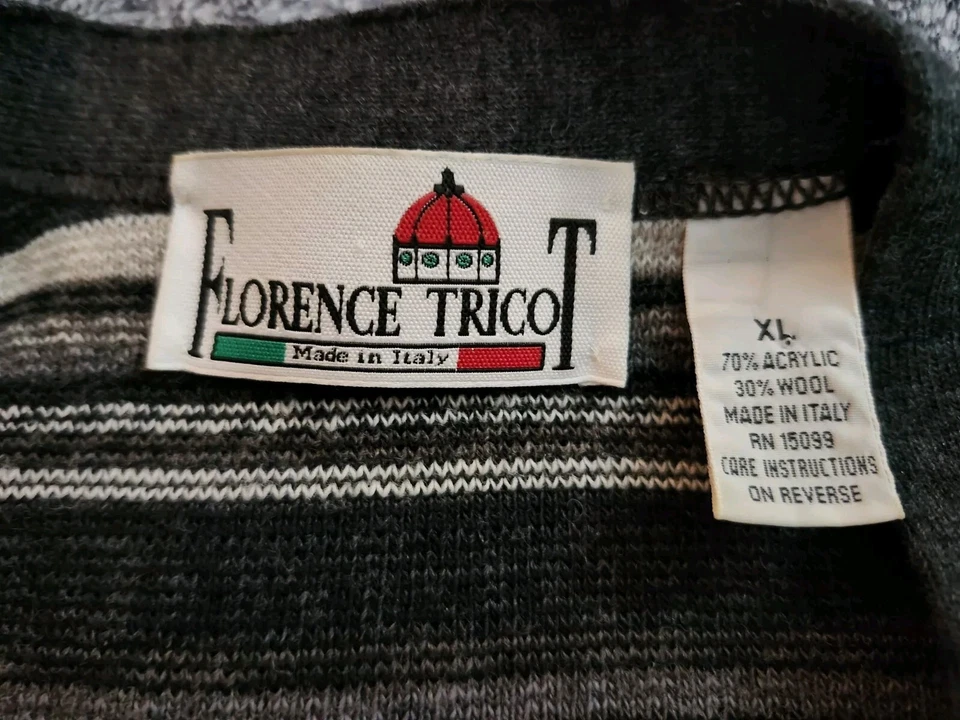 FLORENCE TRICOT
Made in Italy
XL
70% ACRYLIC
30% WOOL
MADE IN ITALY
RN 15099
CARE INSTRUCTIONS
ON REVERSE